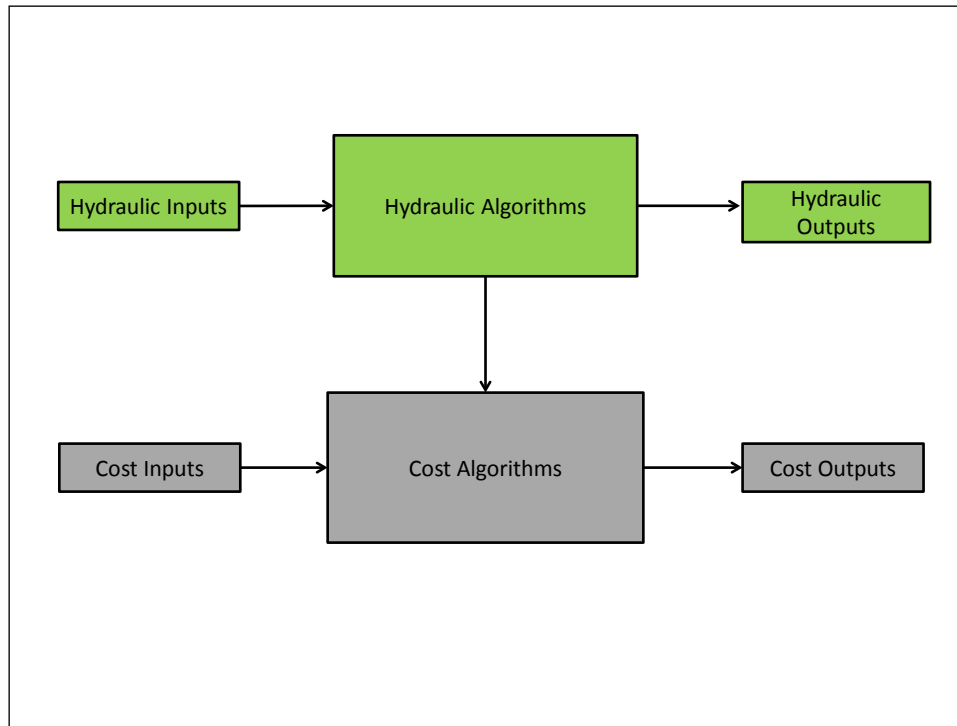 Hydraulic Inputs
Hydraulic Algorithms
Hydraulic
Outputs
Cost Inputs
Cost Algorithms
Cost Outputs